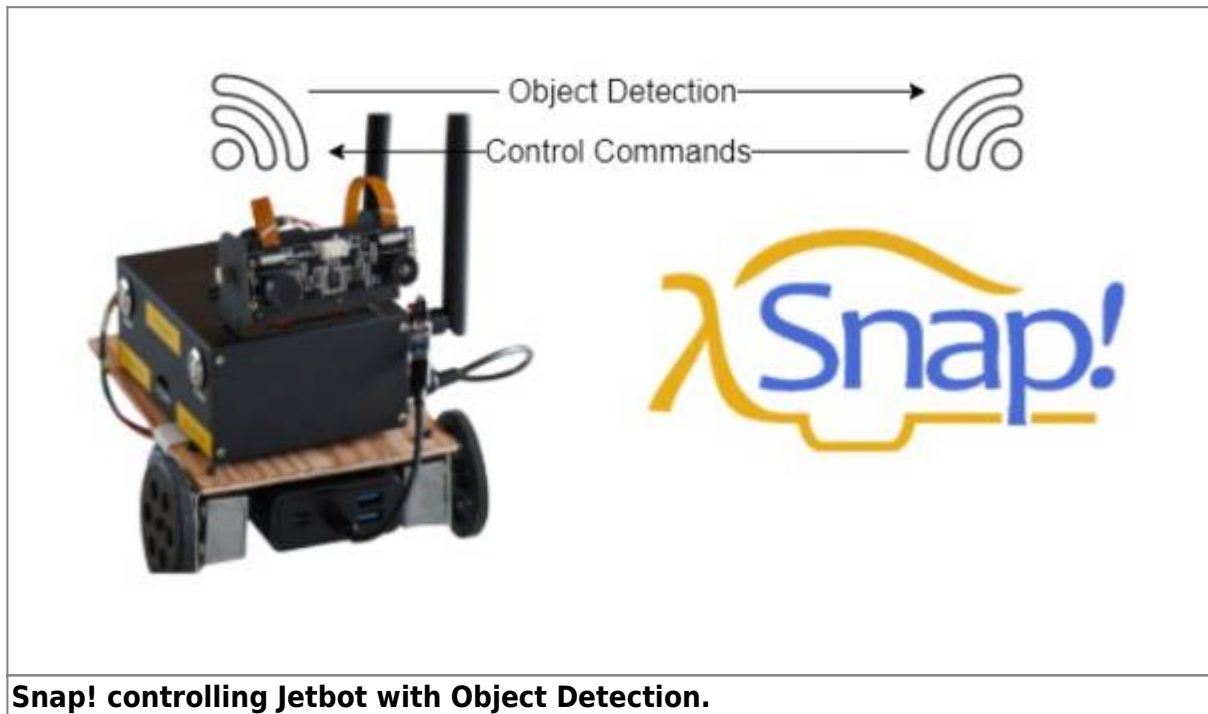 Object Detection
Control Commands
λSnap!
Snap! controlling Jetbot with Object Detection.